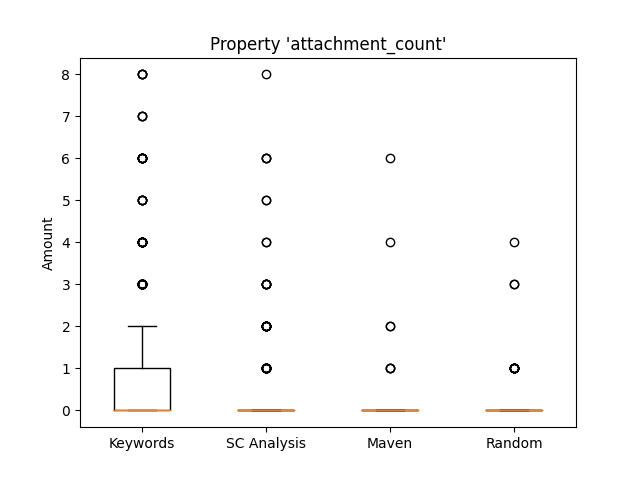 Property 'attachment_count'
Amount
8
7
6
5
4
3
2
1
0
Keywords
SC Analysis
Maven
Random